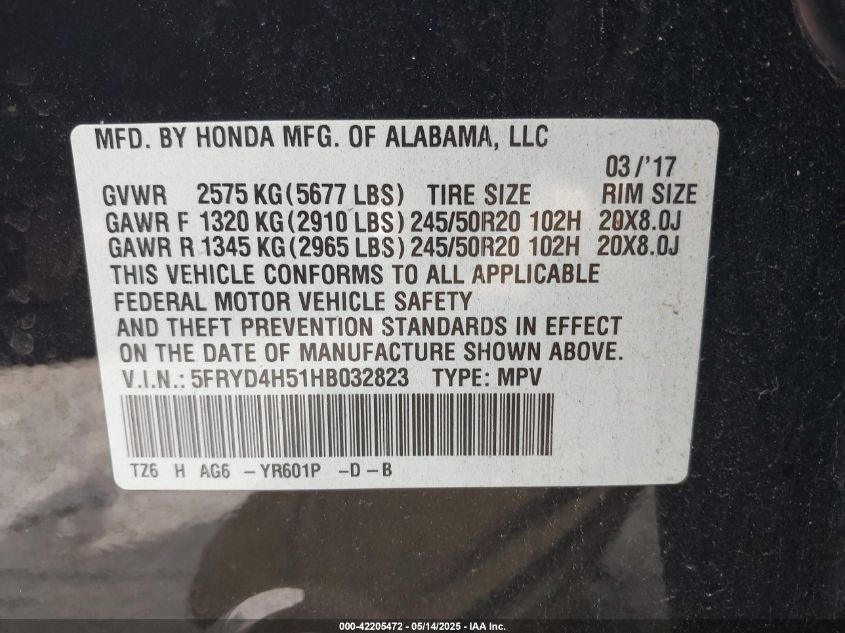 MFD. BY HONDA MFG. OF ALABAMA, LLC
03/'17
GVWR 2575 KG (5677 LBS) TIRE SIZE RIM SIZE
GAWR F 1320 KG (2910 LBS) 245/50R20 102H 20X8.0J
GAWR R 1345 KG (2965 LBS) 245/50R20 102H 20X8.0J
THIS VEHICLE CONFORMS TO ALL APPLICABLE
FEDERAL MOTOR VEHICLE SAFETY
AND THEFT PREVENTION STANDARDS IN EFFECT
ON THE DATE OF MANUFACTURE SHOWN ABOVE.
V.I.N.: 5FRYD4H51HB032823 TYPE: MPV
TZ6 H AG6 -YR601P -D-B
000-42205472 - 05/14/2025 - IAA Inc.